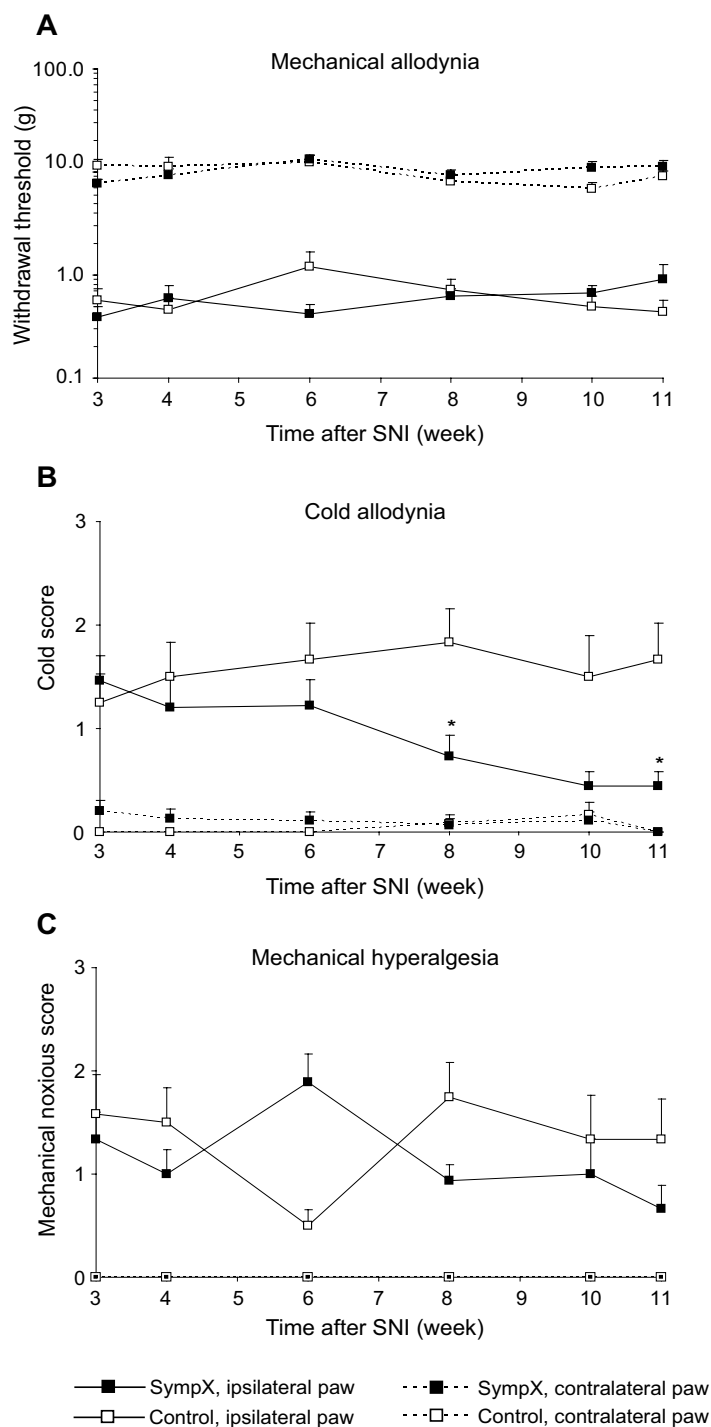 A
Mechanical allodynia
100.0
10.0
1.0
0.1
Withdrawal threshold (g)
3 4 5 6 7 8 9 10 11
Time after SNI (week)
B
Cold allodynia
3
2
1
0
Cold score
* *
3 4 5 6 7 8 9 10 11
Time after SNI (week)
C
Mechanical hyperalgesia
3
2
1
0
Mechanical noxious score
3 4 5 6 7 8 9 10 11
Time after SNI (week)
SympX, ipsilateral paw
SympX, contralateral paw
Control, ipsilateral paw
Control, contralateral paw